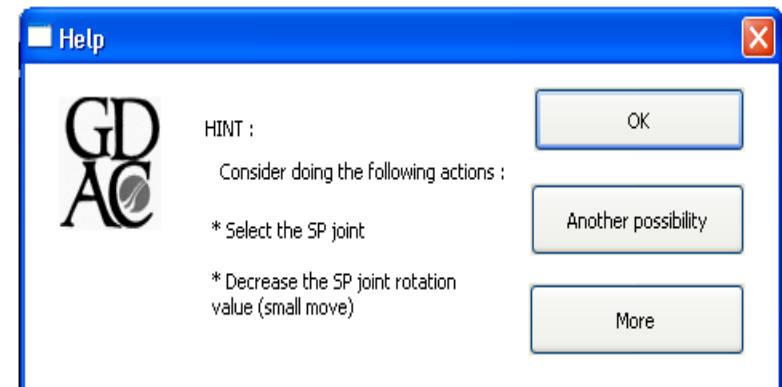 Help
GD
AC
HINT :
Consider doing the following actions :
* Select the SP joint
* Decrease the SP joint rotation
value (small move)
OK
Another possibility
More